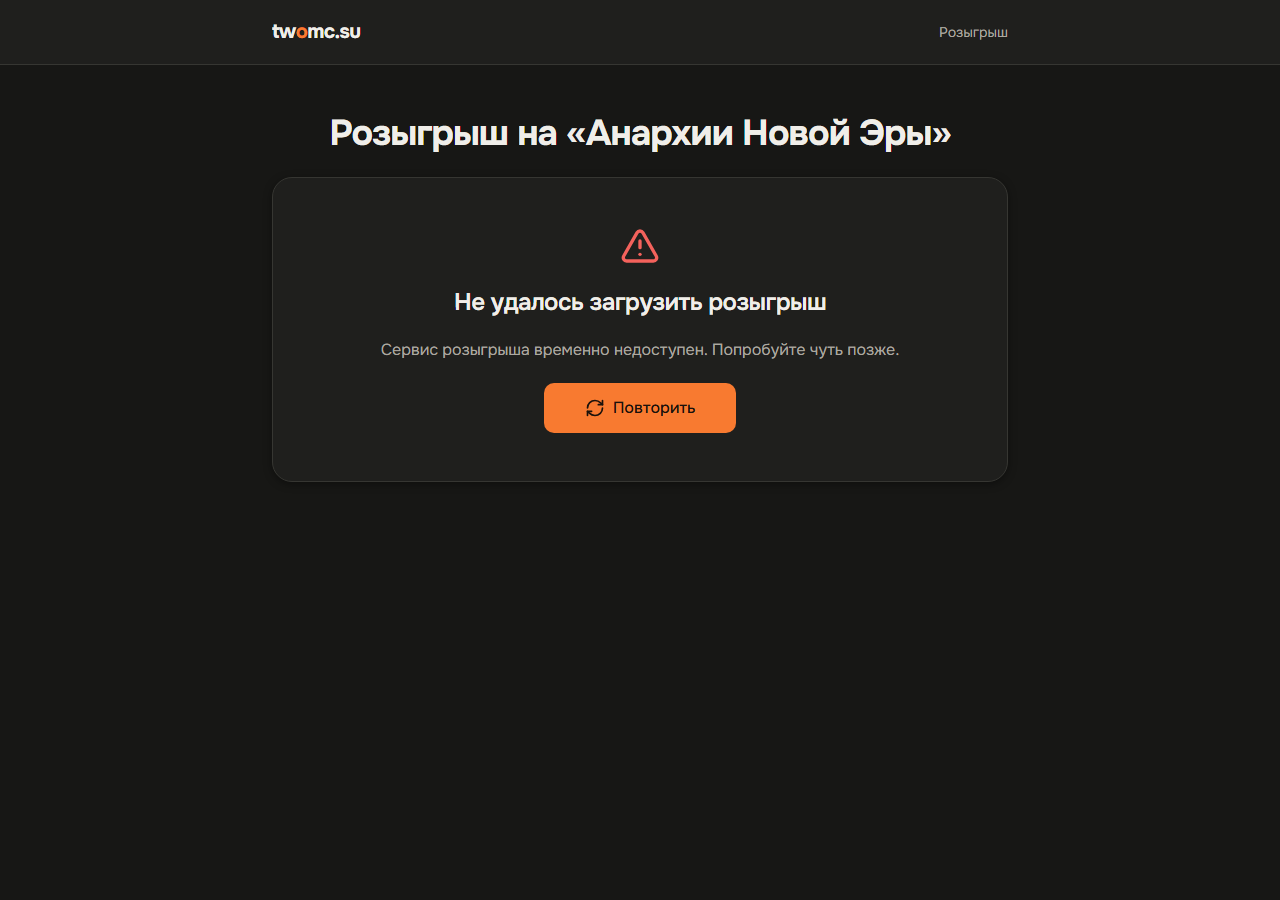 twomc.su
Розыгрыш
Розыгрыш на «Анархии Новой Эры»
Не удалось загрузить розыгрыш
Сервис розыгрыша временно недоступен. Попробуйте чуть позже.
Повторить